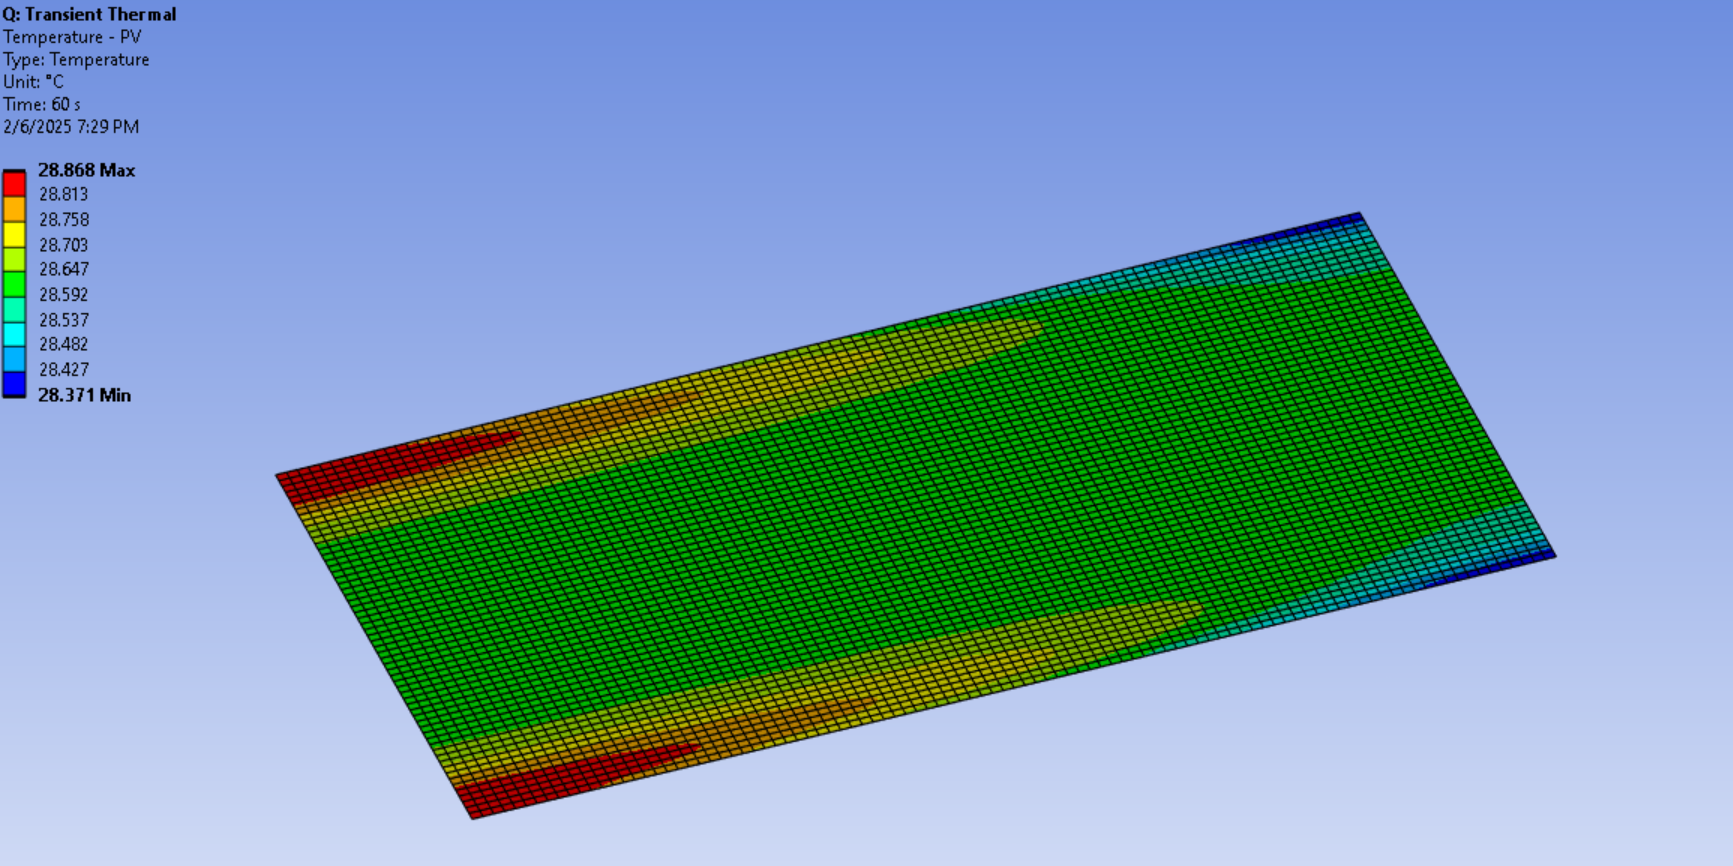 Q: Transient Thermal
Temperature - PV
Type: Temperature
Unit: °C
Time: 60 s
2/6/2025 7:29 PM
28.868 Max
28.813
28.758
28.703
28.647
28.592
28.537
28.482
28.427
28.371 Min